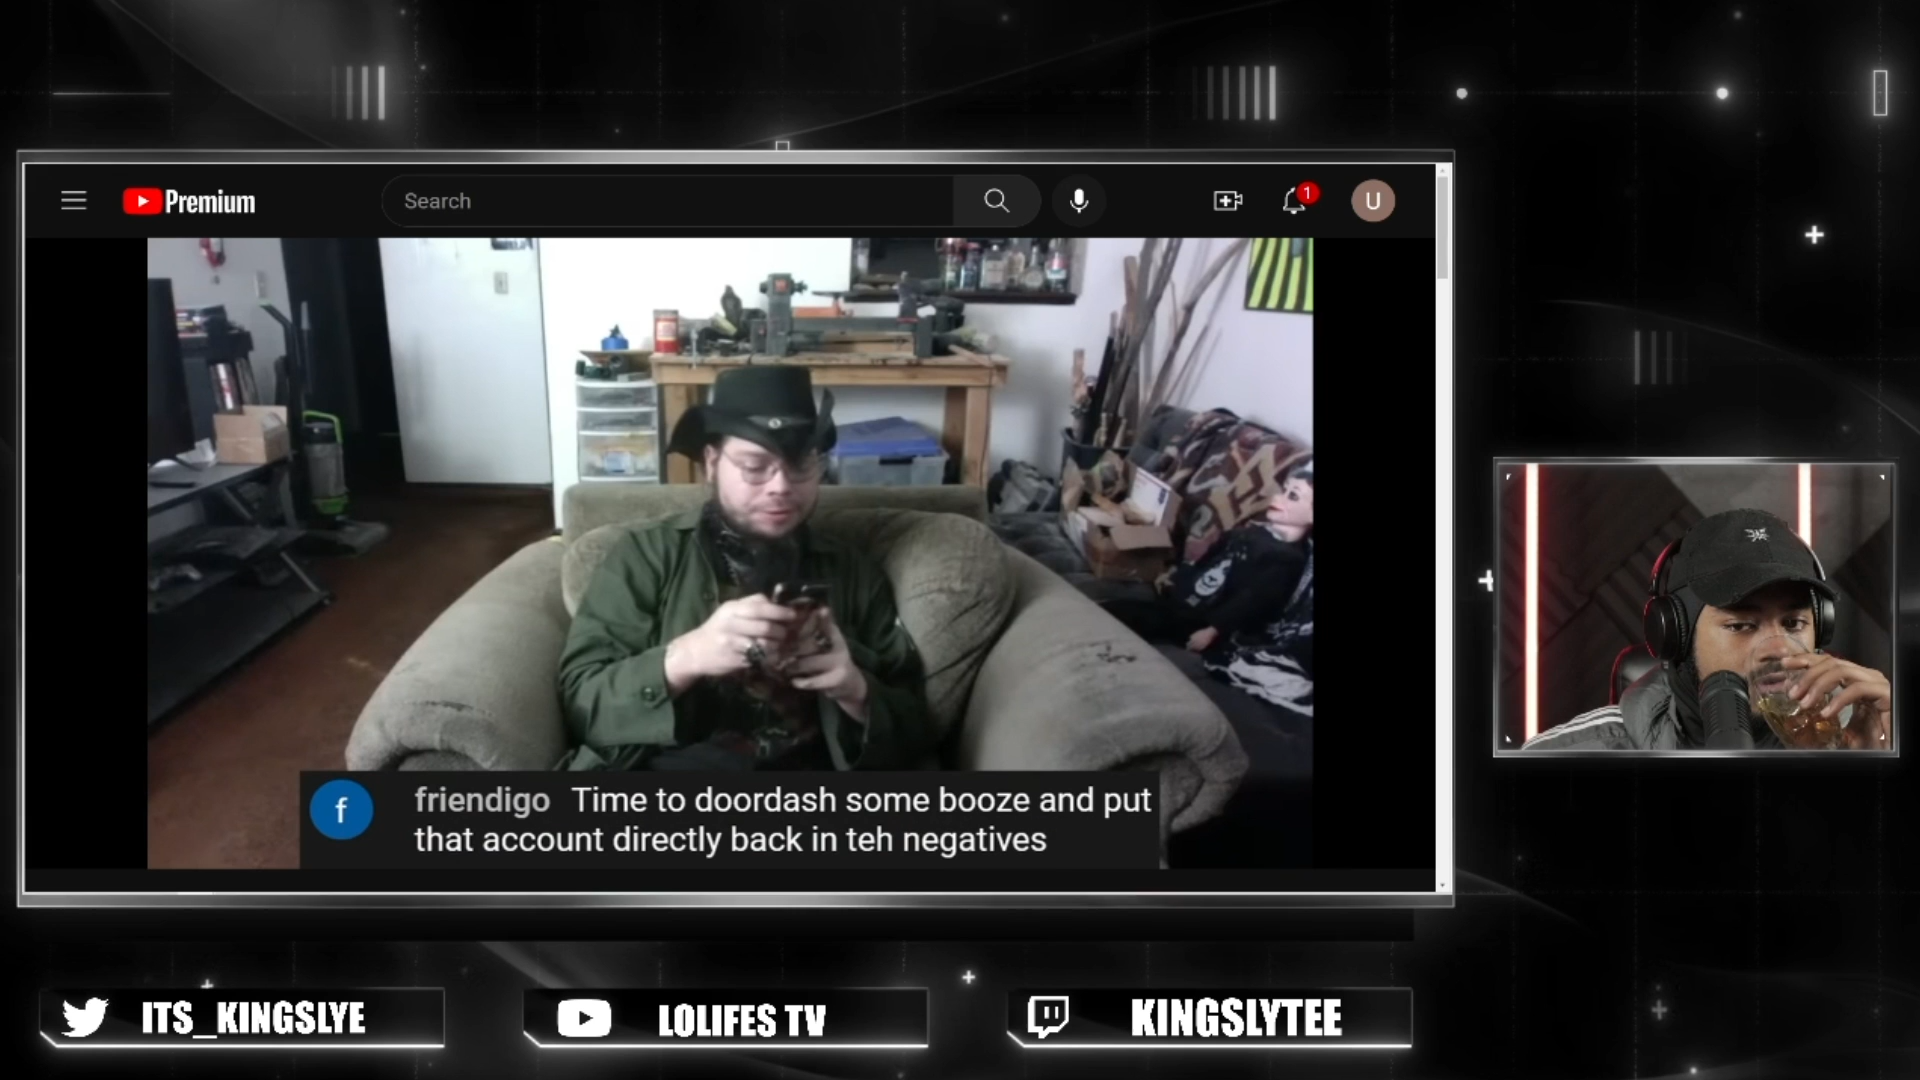 Premium
Search
1
U
f
friendigo Time to doordash some booze and put
that account directly back in teh negatives
ITS_KINGSLYE
LOLIFES TV
KINGSLYTEE